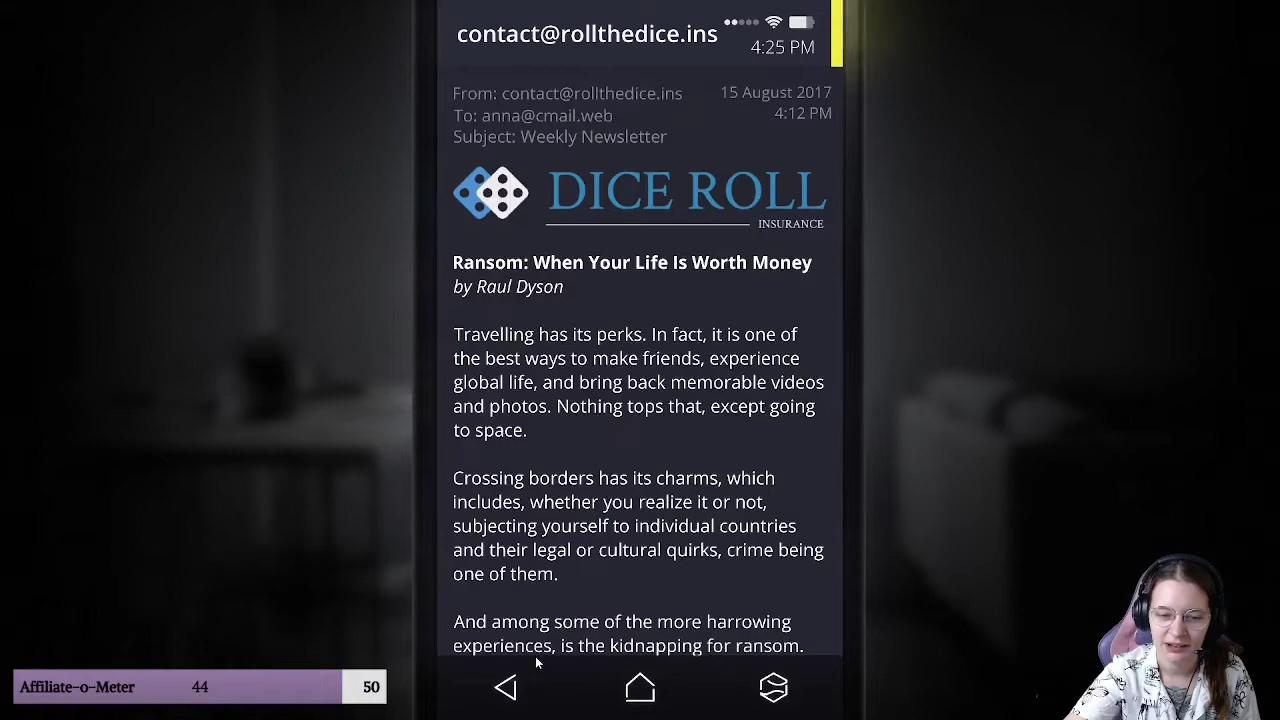 contact@rollthedice.ins
4:25 PM
From: contact@rollthedice.ins
15 August 2017
To: anna@cmail.web
4:12 PM
Subject: Weekly Newsletter
DICE ROLL
INSURANCE
Ransom: When Your Life Is Worth Money
by Raul Dyson
Travelling has its perks. In fact, it is one of
the best ways to make friends, experience
global life, and bring back memorable videos
and photos. Nothing tops that, except going
to space.
Crossing borders has its charms, which
includes, whether you realize it or not,
subjecting yourself to individual countries
and their legal or cultural quirks, crime being
one of them.
And among some of the more harrowing
experiences, is the kidnapping for ransom.
Affiliate-o-Meter 44 50